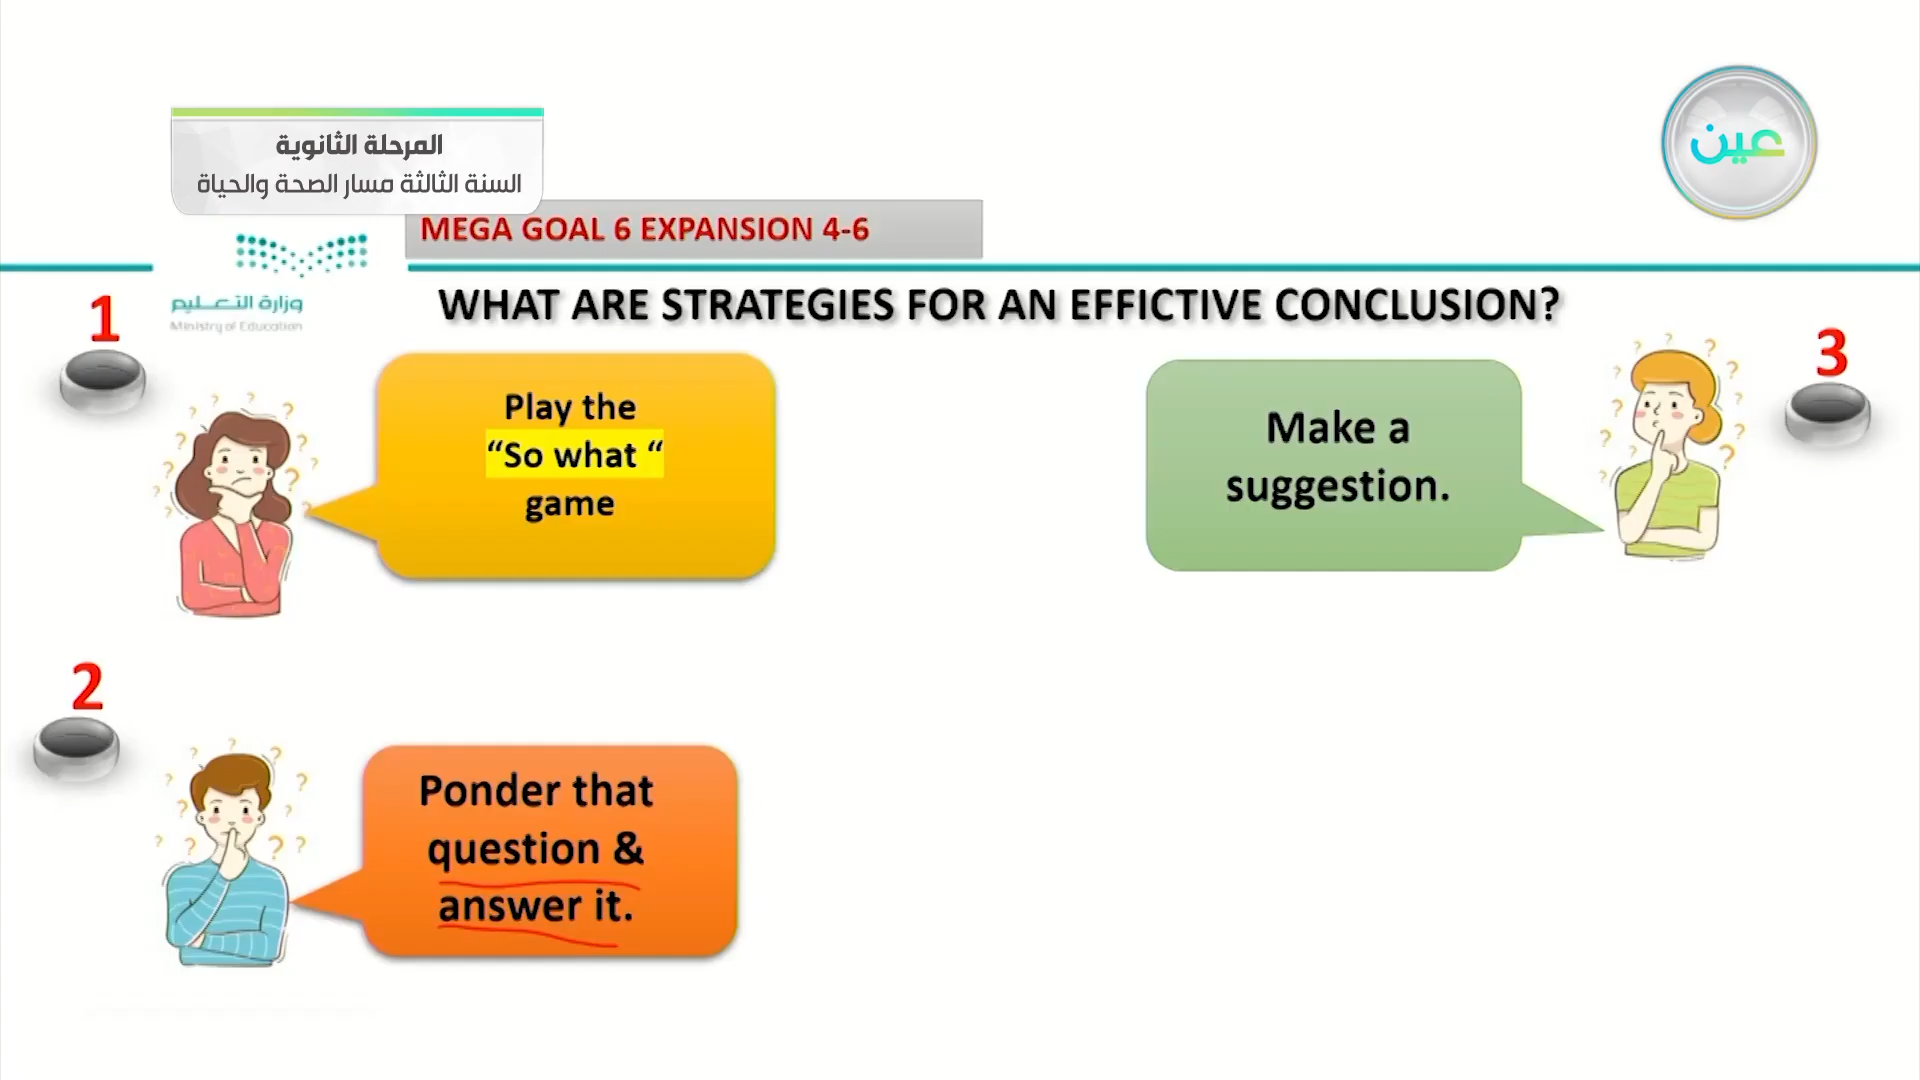 المرحلة الثانوية
السنة الثالثة مسار الصحة والحياة
عين
MEGA GOAL 6 EXPANSION 4-6
وزارة التعليم
Ministry of Education
WHAT ARE STRATEGIES FOR AN EFFICTIVE CONCLUSION?
1
Play the
“So what “
game
2
Ponder that
question &
answer it.
3
Make a
suggestion.